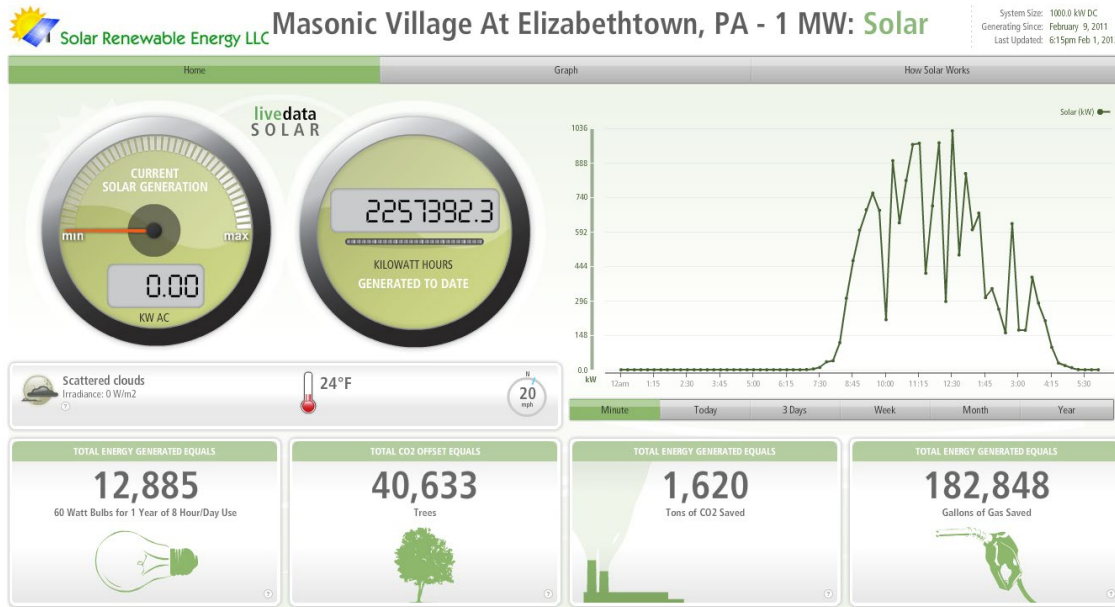 Solar Renewable Energy LLC
Masonic Village At Elizabethtown, PA - 1 MW: Solar
System Size: 1000.0 kW DC
Generating Since: February 9, 2011
Last Updated: 6:15pm Feb 1, 201
Home
Graph
How Solar Works
livedata
SOLAR
CURRENT
SOLAR GENERATION
min
max
0.00
KW AC
2257392.3
KILOWATT HOURS
GENERATED TO DATE
Solar (kW)
1036
888
740
592
444
296
148
0.0
kW
12am 1:15 2:30 3:45 5:00 6:15 7:30 8:45 10:00 11:15 12:30 1:45 3:00 4:15 5:30
Scattered clouds
Irradiance: 0 W/m2
?
24°F
N
20
mph
Minute
Today
3 Days
Week
Month
Year
TOTAL ENERGY GENERATED EQUALS
12,885
60 Watt Bulbs for 1 Year of 8 Hour/Day Use
?
TOTAL CO2 OFFSET EQUALS
40,633
Trees
?
TOTAL ENERGY GENERATED EQUALS
1,620
Tons of CO2 Saved
?
TOTAL ENERGY GENERATED EQUALS
182,848
Gallons of Gas Saved
?